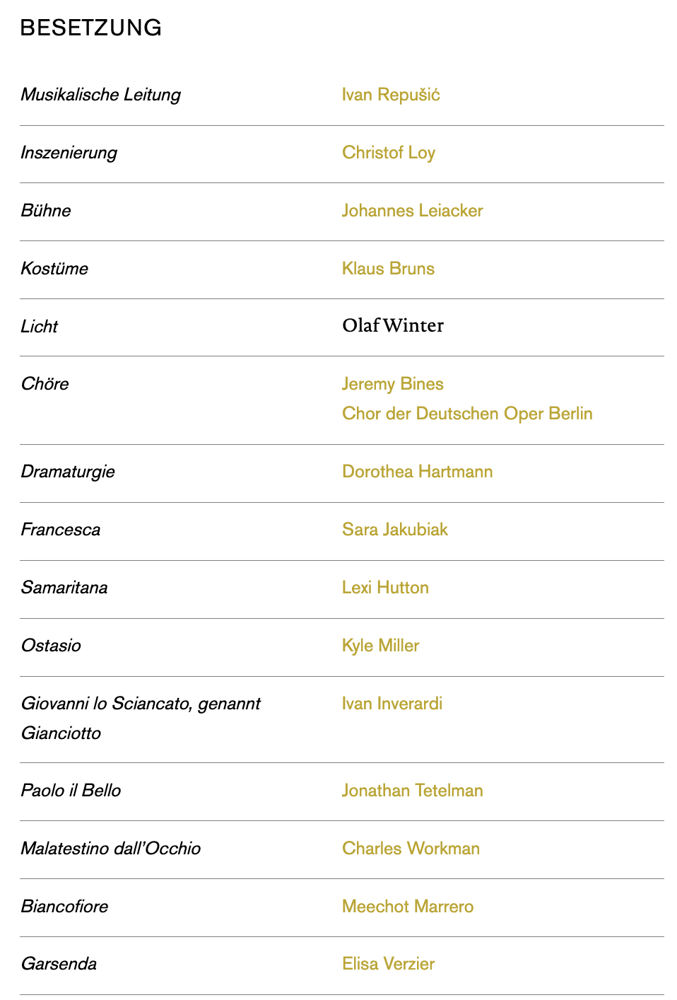 BESETZUNG
Musikalische Leitung Ivan Repušić
Inszenierung Christof Loy
Bühne Johannes Leiacker
Kostüme Klaus Bruns
Licht Olaf Winter
Chöre Jeremy Bines
Chor der Deutschen Oper Berlin
Dramaturgie Dorothea Hartmann
Francesca Sara Jakubiak
Samaritana Lexi Hutton
Ostasio Kyle Miller
Giovanni lo Sciancato, genannt Ivan Inverardi
Gianciotto
Paolo il Bello Jonathan Tetelman
Malatestino dall’Occhio Charles Workman
Biancofiore Meechot Marrero
Garsenda Elisa Verzier